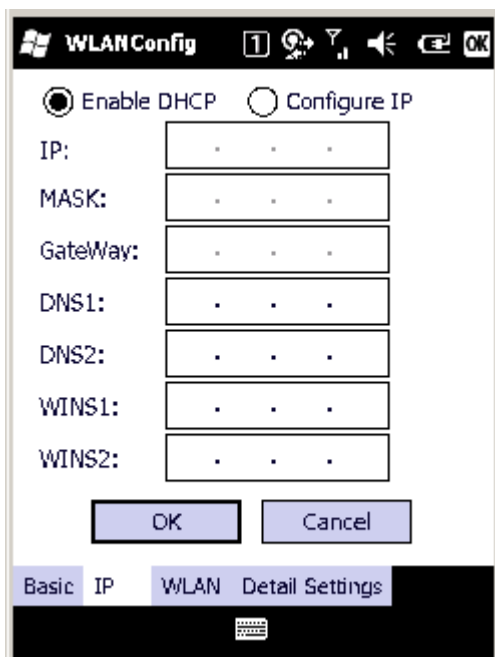 WLANConfig 1 OK
Enable DHCP Configure IP
IP: . . .
MASK: . . .
GateWay: . . .
DNS1: . . .
DNS2: . . .
WINS1: . . .
WINS2: . . .
OK Cancel
Basic IP WLAN Detail Settings